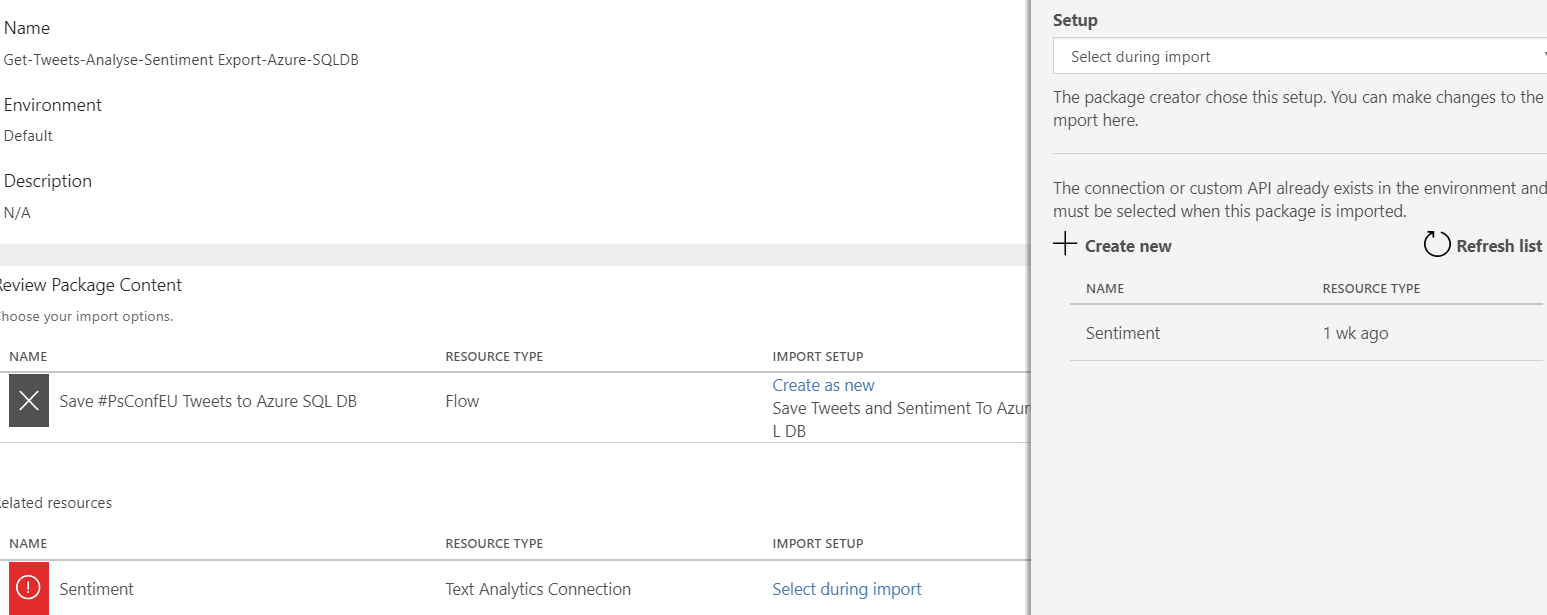 Name
Get-Tweets-Analyse-Sentiment Export-Azure-SQLDB
Environment
Default
Description
N/A
Review Package Content
hoose your import options.
NAME RESOURCE TYPE IMPORT SETUP
Save #PsConfEU Tweets to Azure SQL DB Flow Create as new
Save Tweets and Sentiment To Azur
L DB
elated resources
NAME RESOURCE TYPE IMPORT SETUP
Sentiment Text Analytics Connection Select during import
Setup
Select during import
The package creator chose this setup. You can make changes to the
mport here.
The connection or custom API already exists in the environment and
must be selected when this package is imported.
Create new Refresh list
NAME RESOURCE TYPE
Sentiment 1 wk ago